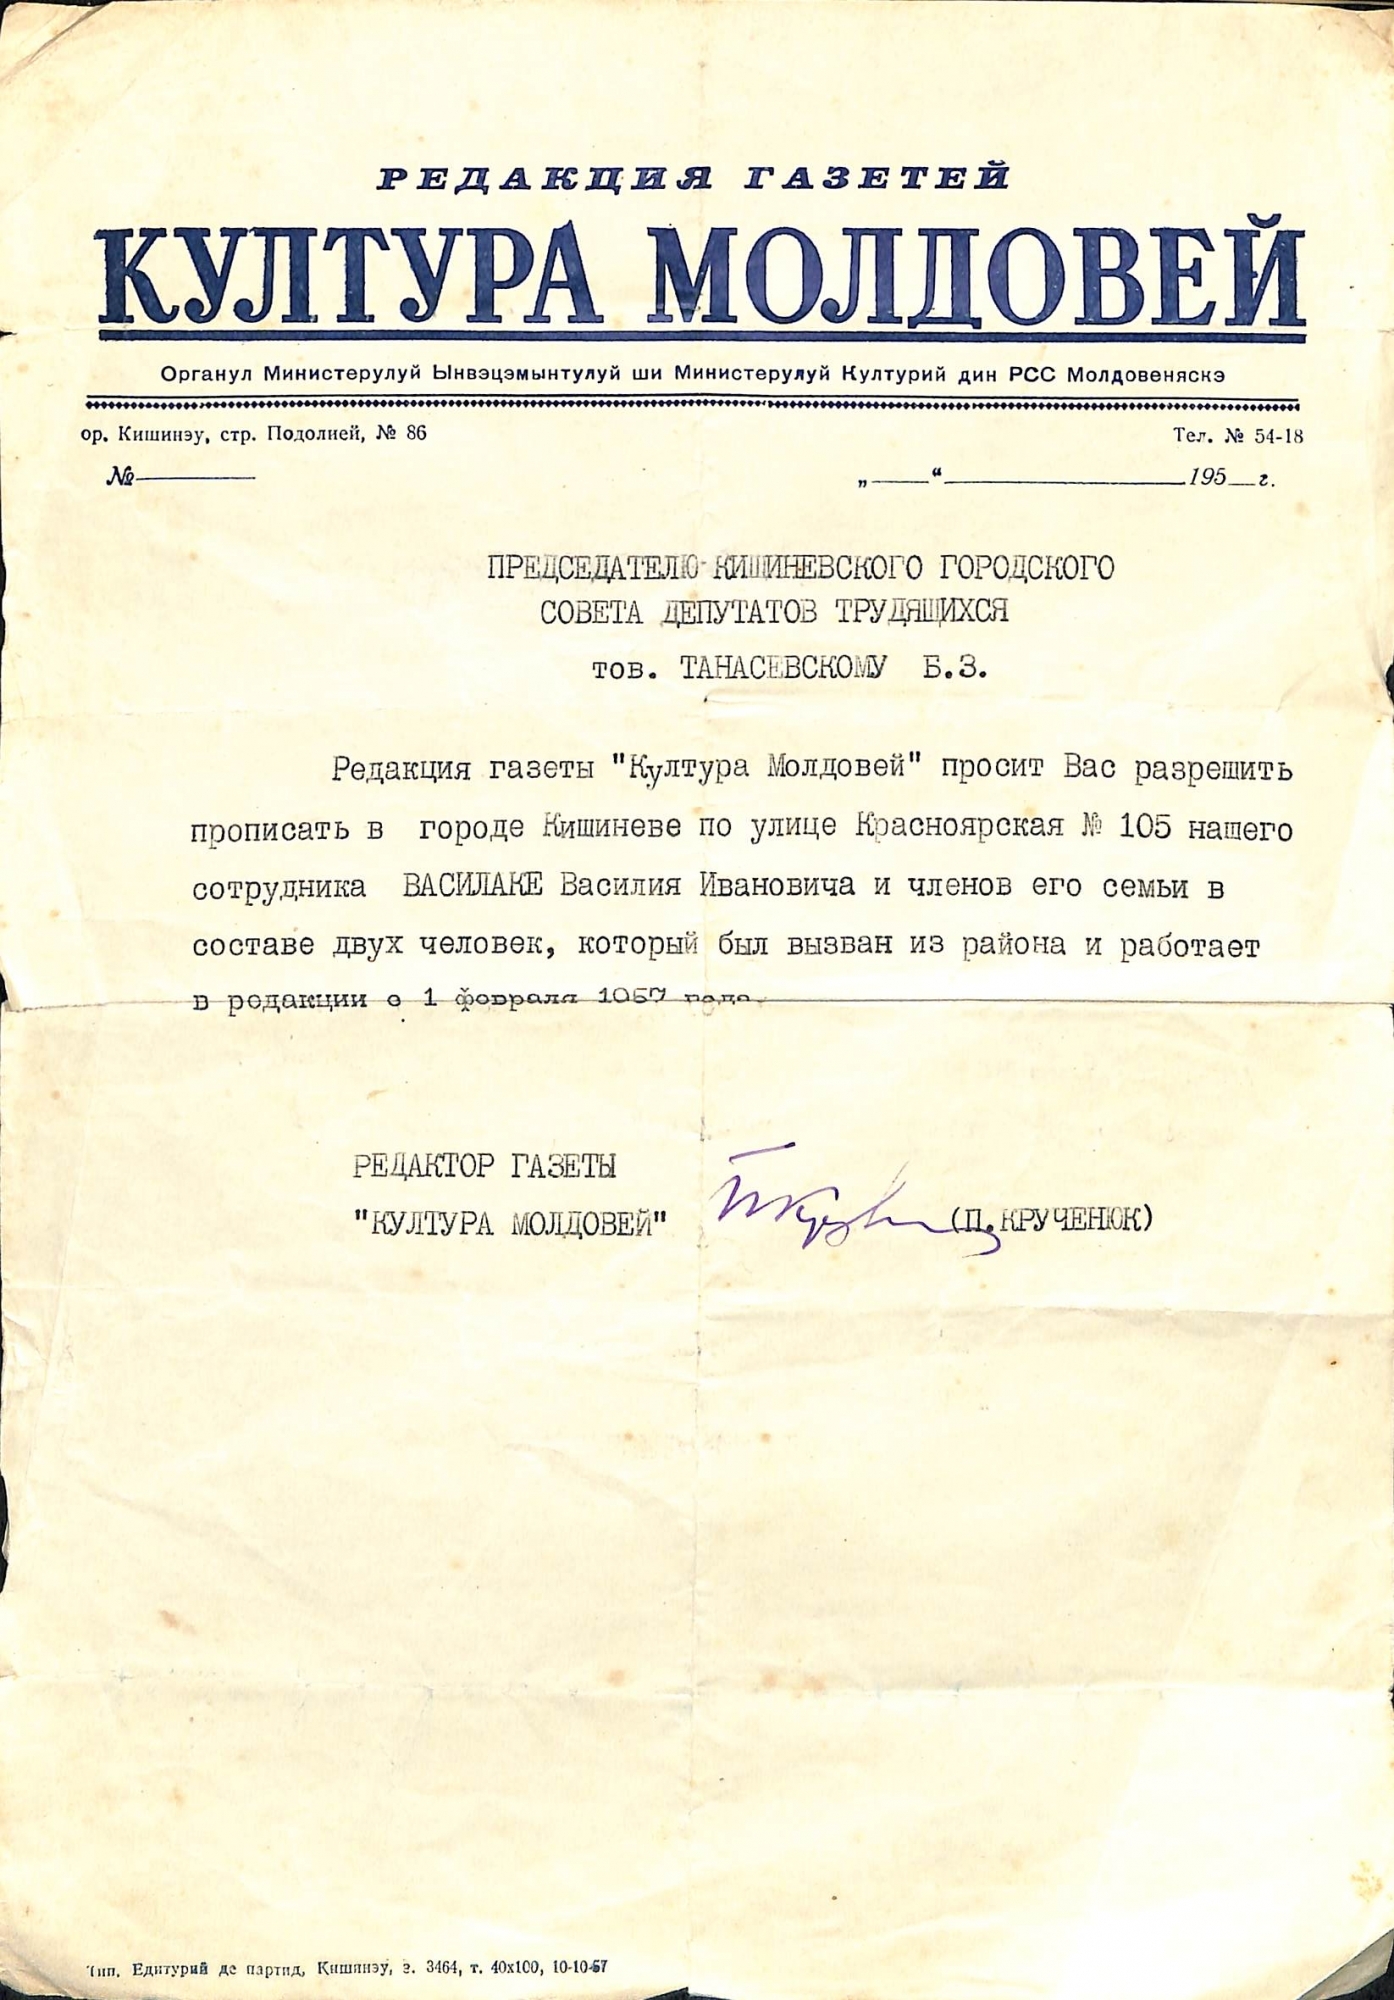 РЕДАКЦИЯ ГАЗЕТЕЙ
КУЛТУРА МОЛДОВЕЙ
Органул Министерулуй Ынвэцэмынтулуй ши Министерулуй Културий дин РСС Молдовеняскэ
ор. Кишинэу, стр. Подолией, № 86
Тел. № 54-18
№
„ “ 195 г.
ПРЕДСЕДАТЕЛЮ КИШИНЕВСКОГО ГОРОДСКОГО
СОВЕТА ДЕПУТАТОВ ТРУДЯЩИХСЯ
тов. ТАНАСЕВСКОМУ Б.З.
Редакция газеты "Култура Молдовей" просит Вас разрешить
прописать в городе Кишиневе по улице Красноярская № 105 нашего
сотрудника ВАСИЛАКЕ Василия Ивановича и членов его семьи в
составе двух человек, который был вызван из района и работает
в редакции с 1 февраля 1957 года.
РЕДАКТОР ГАЗЕТЫ
"КУЛТУРА МОЛДОВЕЙ"
(П. КРУЧЕНЮК)
Тип. Едитурий де партид, Кишинэу, з. 3464, т. 40х100, 10-10-57